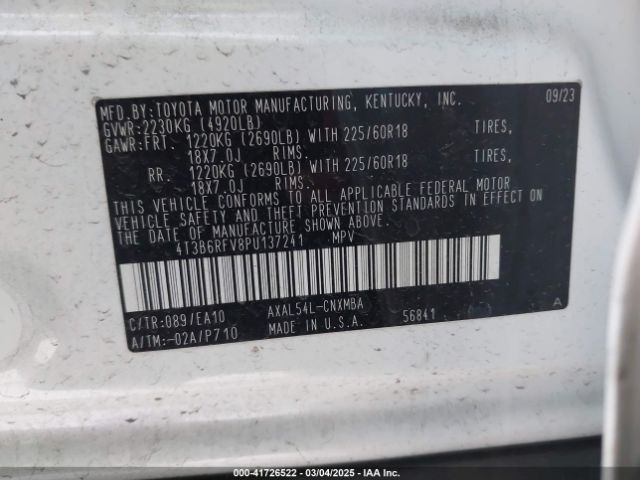 MFD.BY:TOYOTA MOTOR MANUFACTURING, KENTUCKY, INC. 09/23
GVWR:2230KG (4920LB)
GAWR:FRT. 1220KG (2690LB) WITH 225/60R18 TIRES,
18X7.0J RIMS.
RR. 1220KG (2690LB) WITH 225/60R18 TIRES,
18X7.0J RIMS.
THIS VEHICLE CONFORMS TO ALL APPLICABLE FEDERAL MOTOR
VEHICLE SAFETY AND THEFT PREVENTION STANDARDS IN EFFECT ON
THE DATE OF MANUFACTURE SHOWN ABOVE.
4T3B6RFV8PU137241 MPV
C/TR:089/EA10 AXAL54L-CNXMBA
A/TM:-02A/P710 MADE IN U.S.A. 56841 A
000-41726522 — 03/04/2025 — IAA Inc.